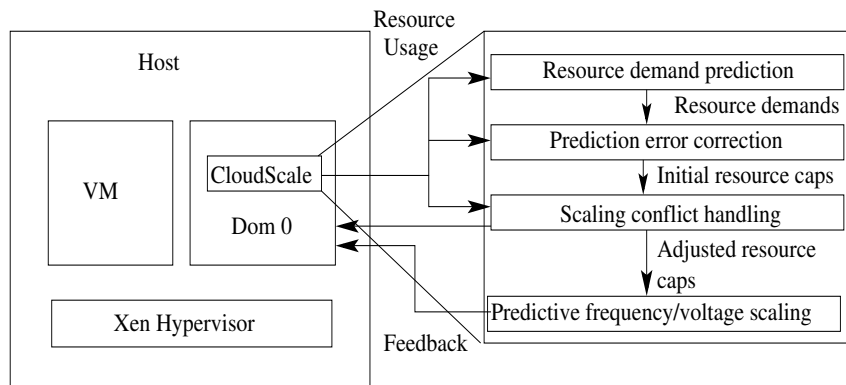 Resource
Usage
Host
Resource demand prediction
Resource demands
Prediction error correction
Initial resource caps
VM
CloudScale
Dom 0
Scaling conflict handling
Adjusted resource
caps
Predictive frequency/voltage scaling
Xen Hypervisor
Feedback